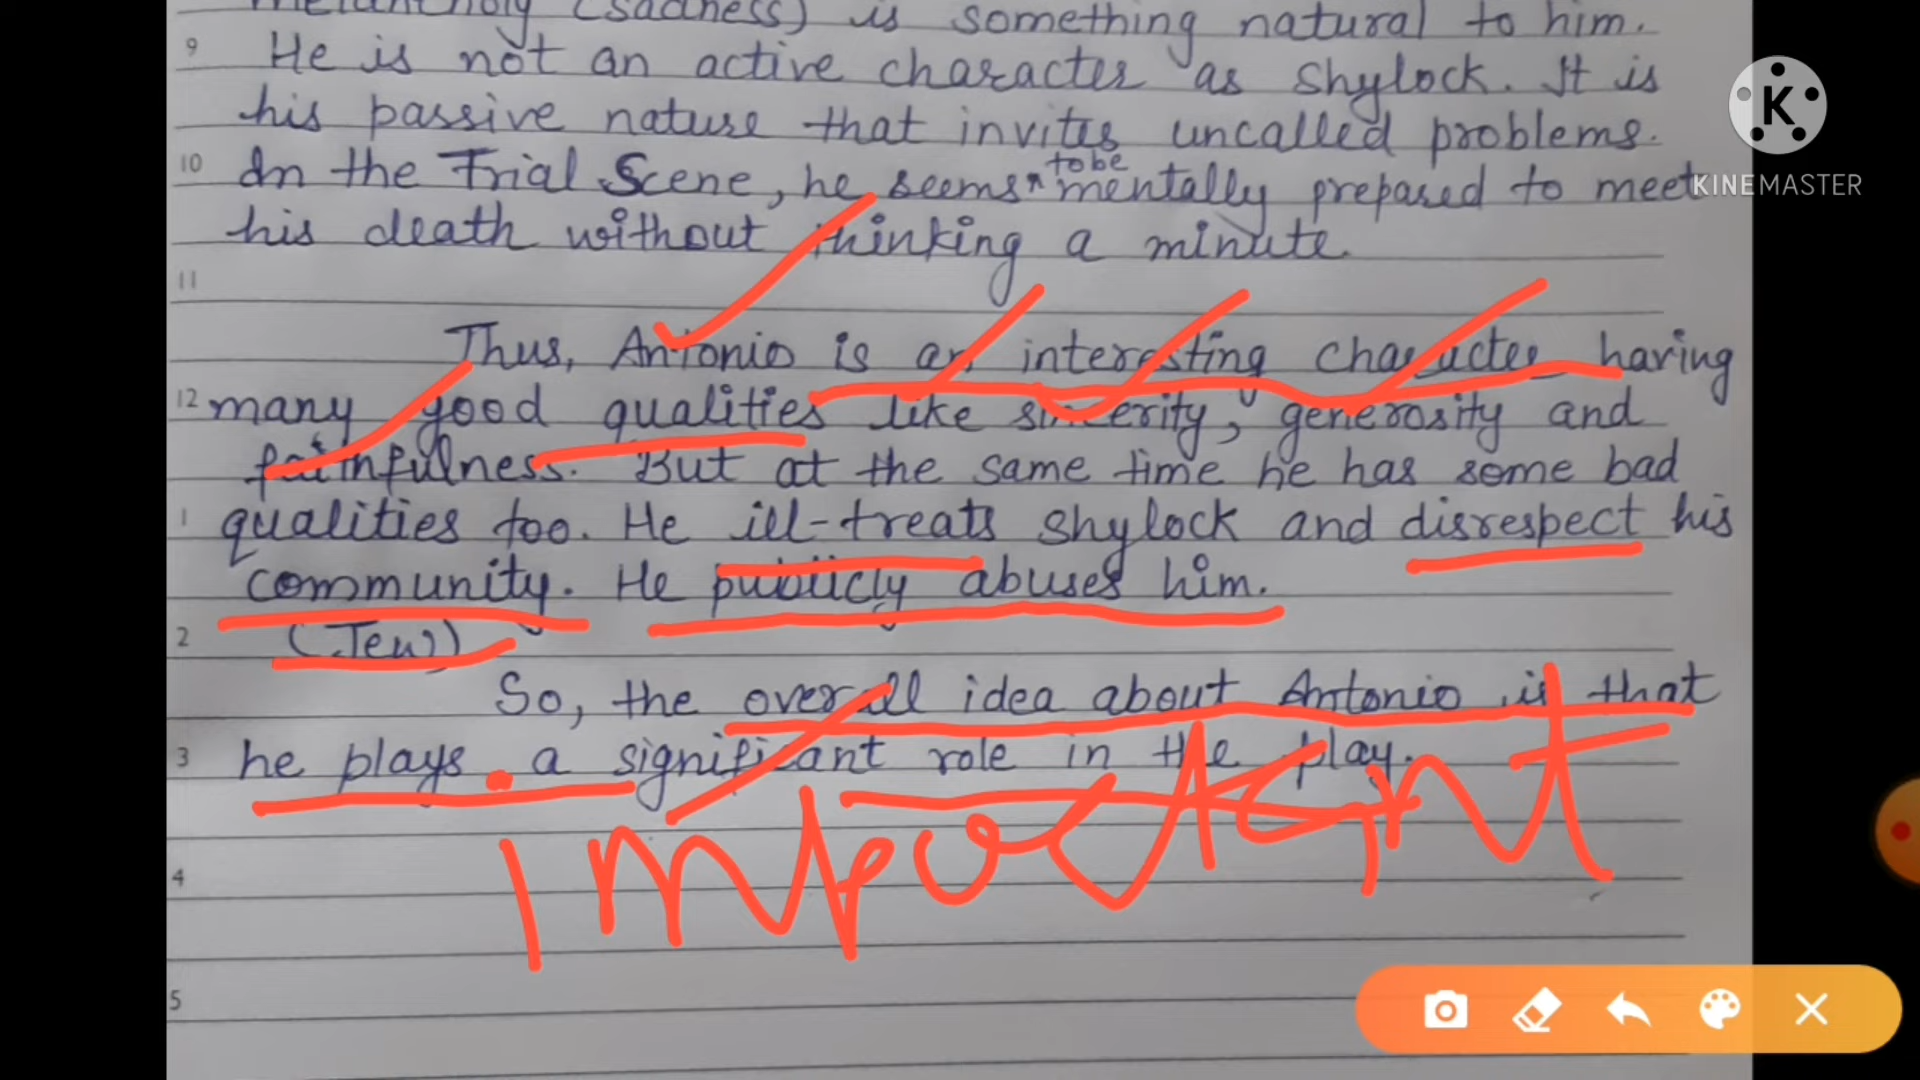 melancholy (sadness) is something natural to him.
9 He is not an active character as Shylock. It is
his passive nature that invites uncalled problems.
10 In the Trial Scene, he seems ^ to be mentally prepared to meet
his death without thinking a minute.
11
Thus, Antonio is an interesting character having
12 many good qualities like sincerity, generosity and
faithfulness. But at the same time he has some bad
1 qualities too. He ill-treats Shylock and disrespect his
community. He publicly abuses him.
2 (Jew)
So, the overall idea about Antonio is that
3 he plays a significant role in the play.
Important
4
5
K
KINEMASTER